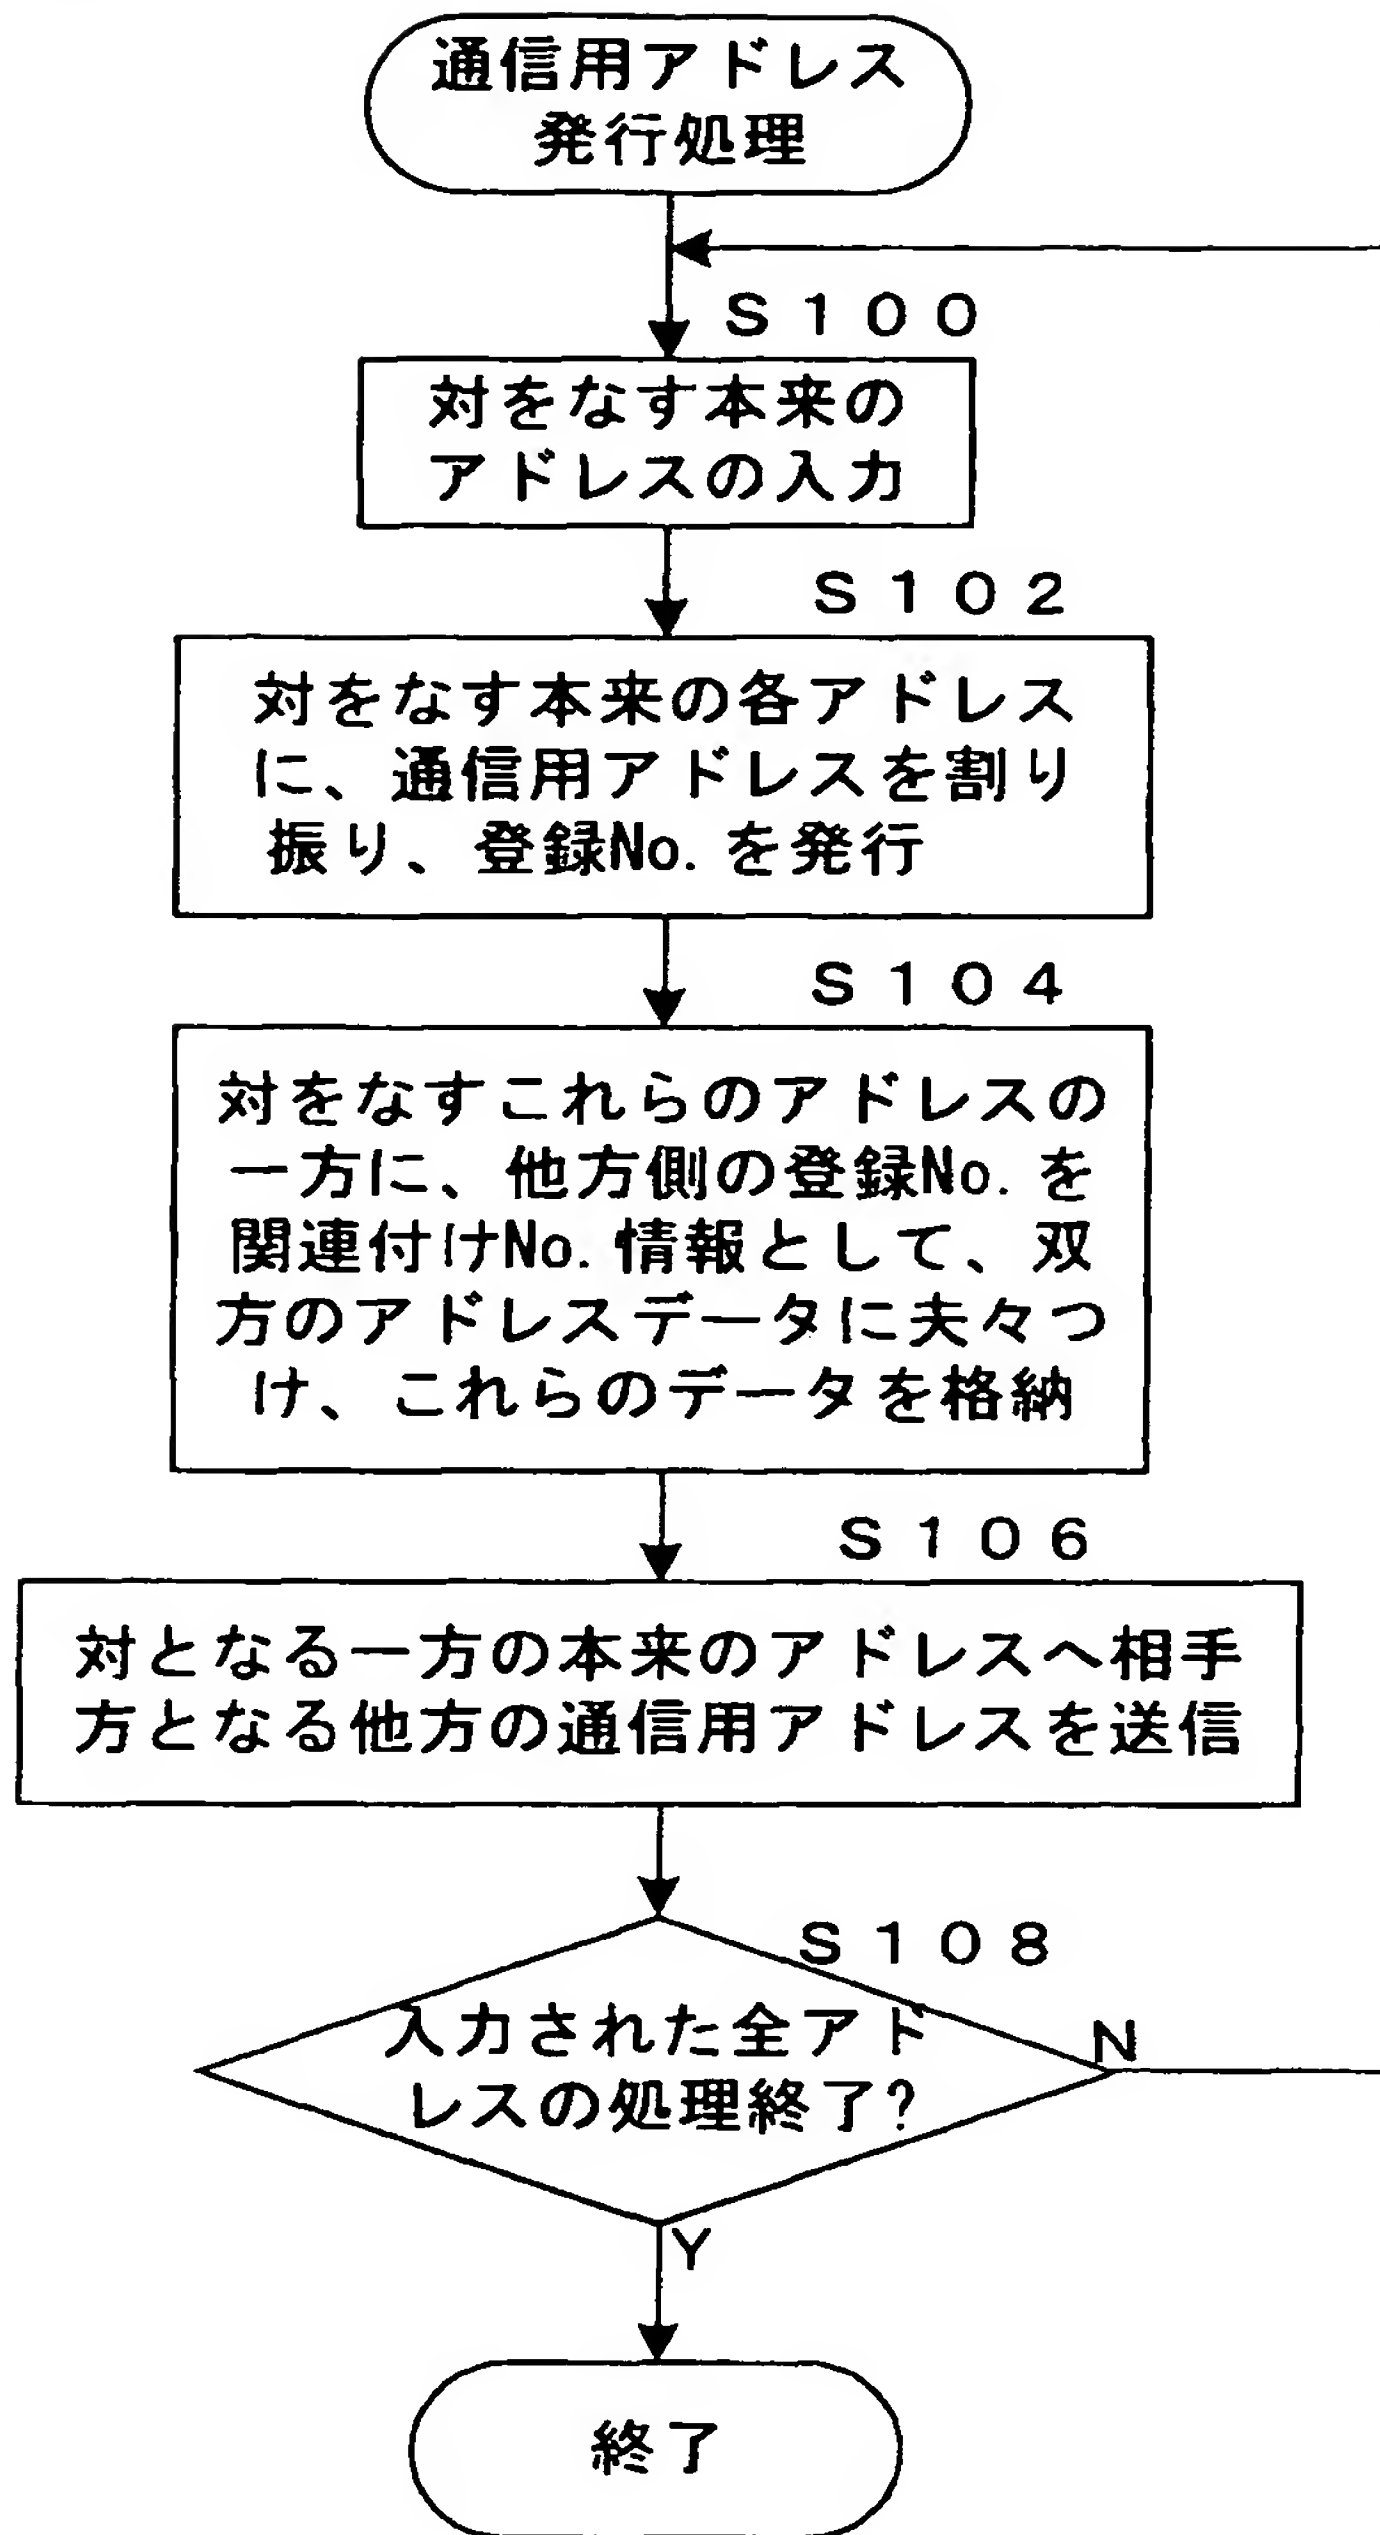 通信用アドレス
発行処理
S100
対をなす本来の
アドレスの入力
S102
対をなす本来の各アドレス
に、通信用アドレスを割り
振り、登録No.を発行
S104
対をなすこれらのアドレスの
一方に、他方側の登録No.を
関連付けNo.情報として、双
方のアドレスデータに夫々つ
け、これらのデータを格納
S106
対となる一方の本来のアドレスへ相手
方となる他方の通信用アドレスを送信
S108
入力された全アド
レスの処理終了?
N
Y
終了